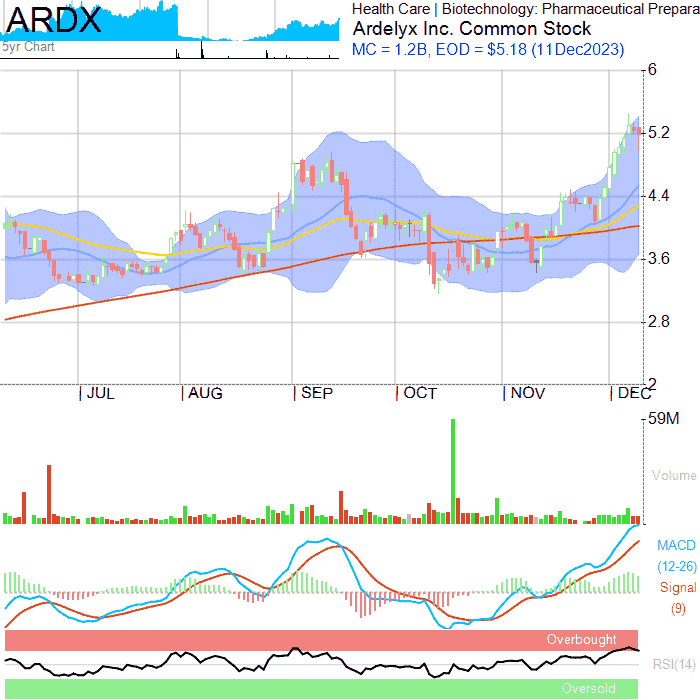 ARDX
5yr Chart
Health Care | Biotechnology: Pharmaceutical Prepara
Ardelyx Inc. Common Stock
MC = 1.2B, EOD = $5.18 (11Dec2023)
6
5.2
4.4
3.6
2.8
2
JUL AUG SEP OCT NOV DEC
59M
Volume
MACD
(12-26)
Signal
(9)
Overbought
RSI(14)
Oversold